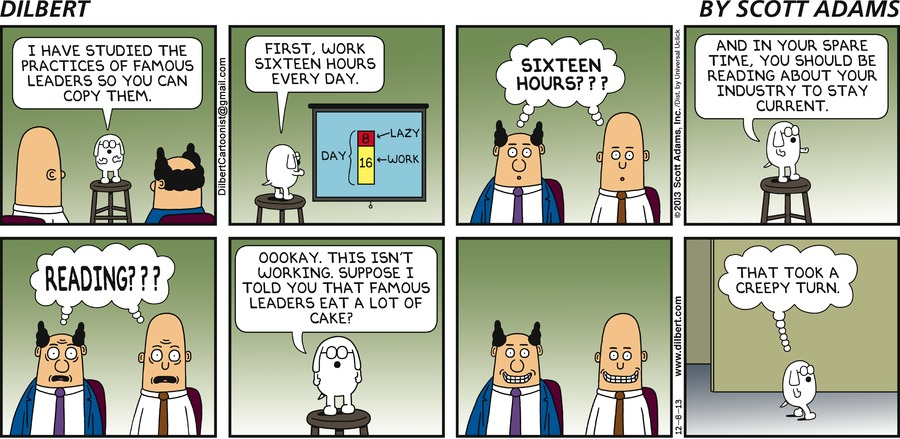 DILBERT
BY SCOTT ADAMS
I HAVE STUDIED THE
PRACTICES OF FAMOUS
LEADERS SO YOU CAN
COPY THEM.
DilbertCartoonist@gmail.com
FIRST, WORK
SIXTEEN HOURS
EVERY DAY.
DAY
8
LAZY
16
WORK
SIXTEEN
HOURS???
©2013 Scott Adams, Inc./Dist. by Universal Uclick
AND IN YOUR SPARE
TIME, YOU SHOULD BE
READING ABOUT YOUR
INDUSTRY TO STAY
CURRENT.
READING???
OOOKAY. THIS ISN'T
WORKING. SUPPOSE I
TOLD YOU THAT FAMOUS
LEADERS EAT A LOT OF
CAKE?
12-8-13 www.dilbert.com
THAT TOOK A
CREEPY TURN.